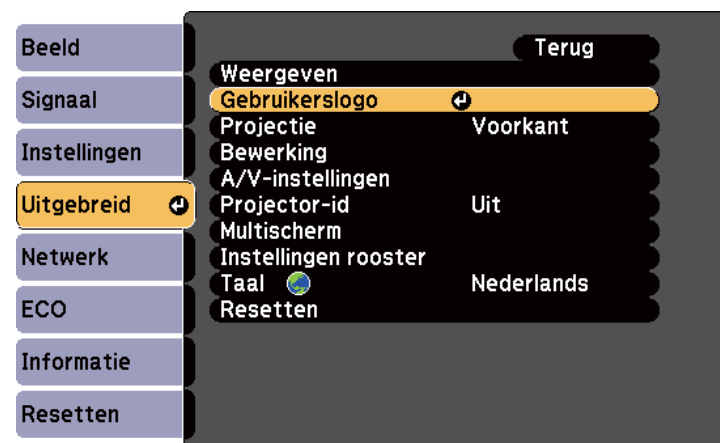 Beeld
Signaal
Instellingen
Uitgebreid
Netwerk
ECO
Informatie
Resetten
Terug
Weergeven
Gebruikerslogo
Projectie Voorkant
Bewerking
A/V-instellingen
Projector-id Uit
Multischerm
Instellingen rooster
Taal Nederlands
Resetten